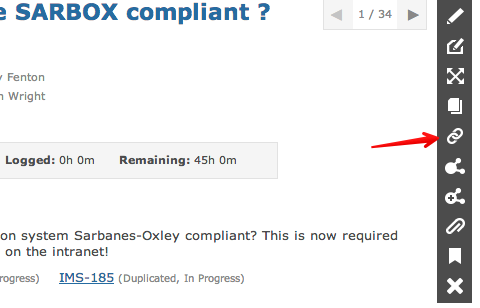 e SARBOX compliant ?
1 / 34
y Fenton
n Wright
Logged: 0h 0m Remaining: 45h 0m
on system Sarbanes-Oxley compliant? This is now required
on the intranet!
rogress) IMS-185 (Duplicated, In Progress)